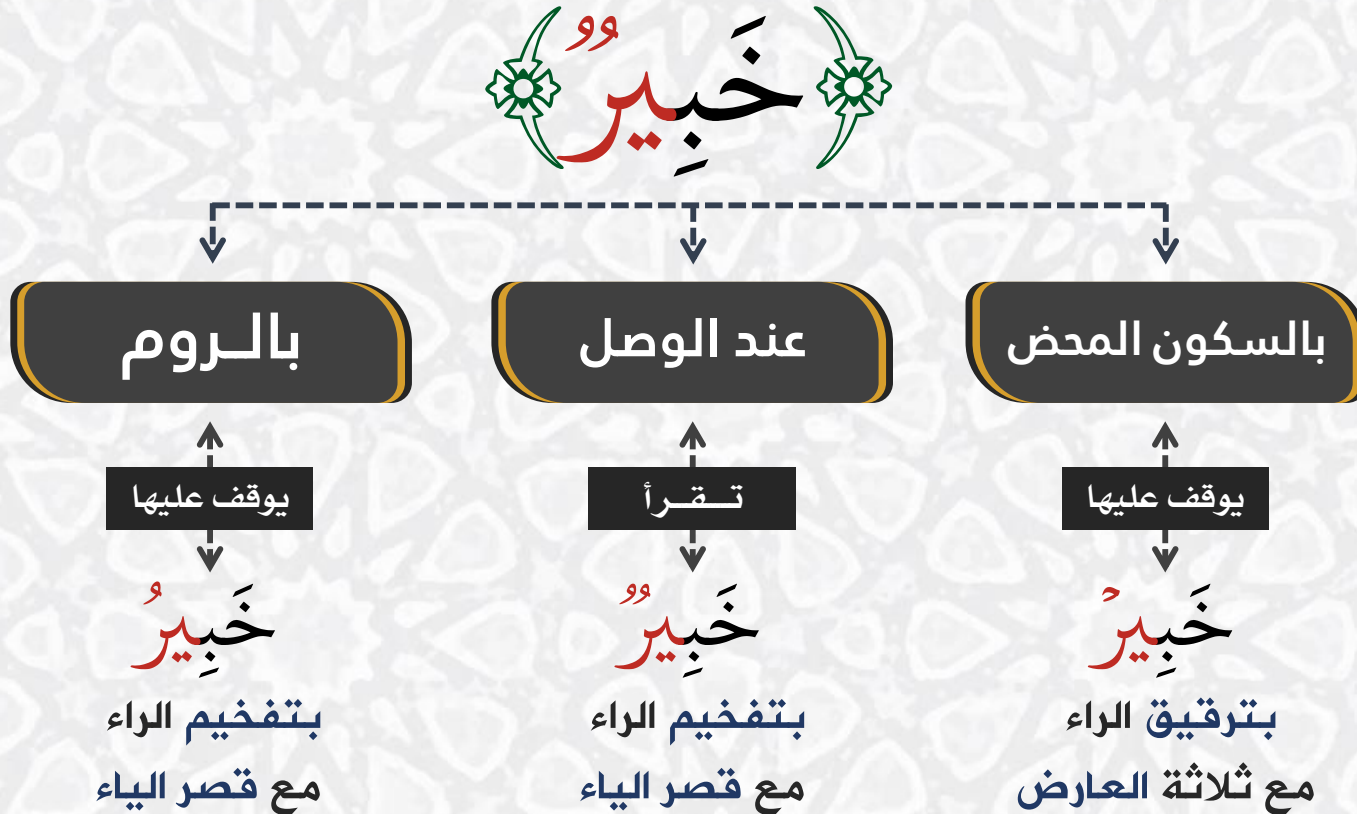 ﴿خَبِيرٞ﴾
بالسكون المحض
عند الوصل
بالـروم
يوقف عليها
تــقــرأ
يوقف عليها
خَبِيرۡ
خَبِيرٞ
خَبِيرُ
بترقيق الراء
بتفخيم الراء
بتفخيم الراء
مع ثلاثة العارض
مع قصر الياء
مع قصر الياء